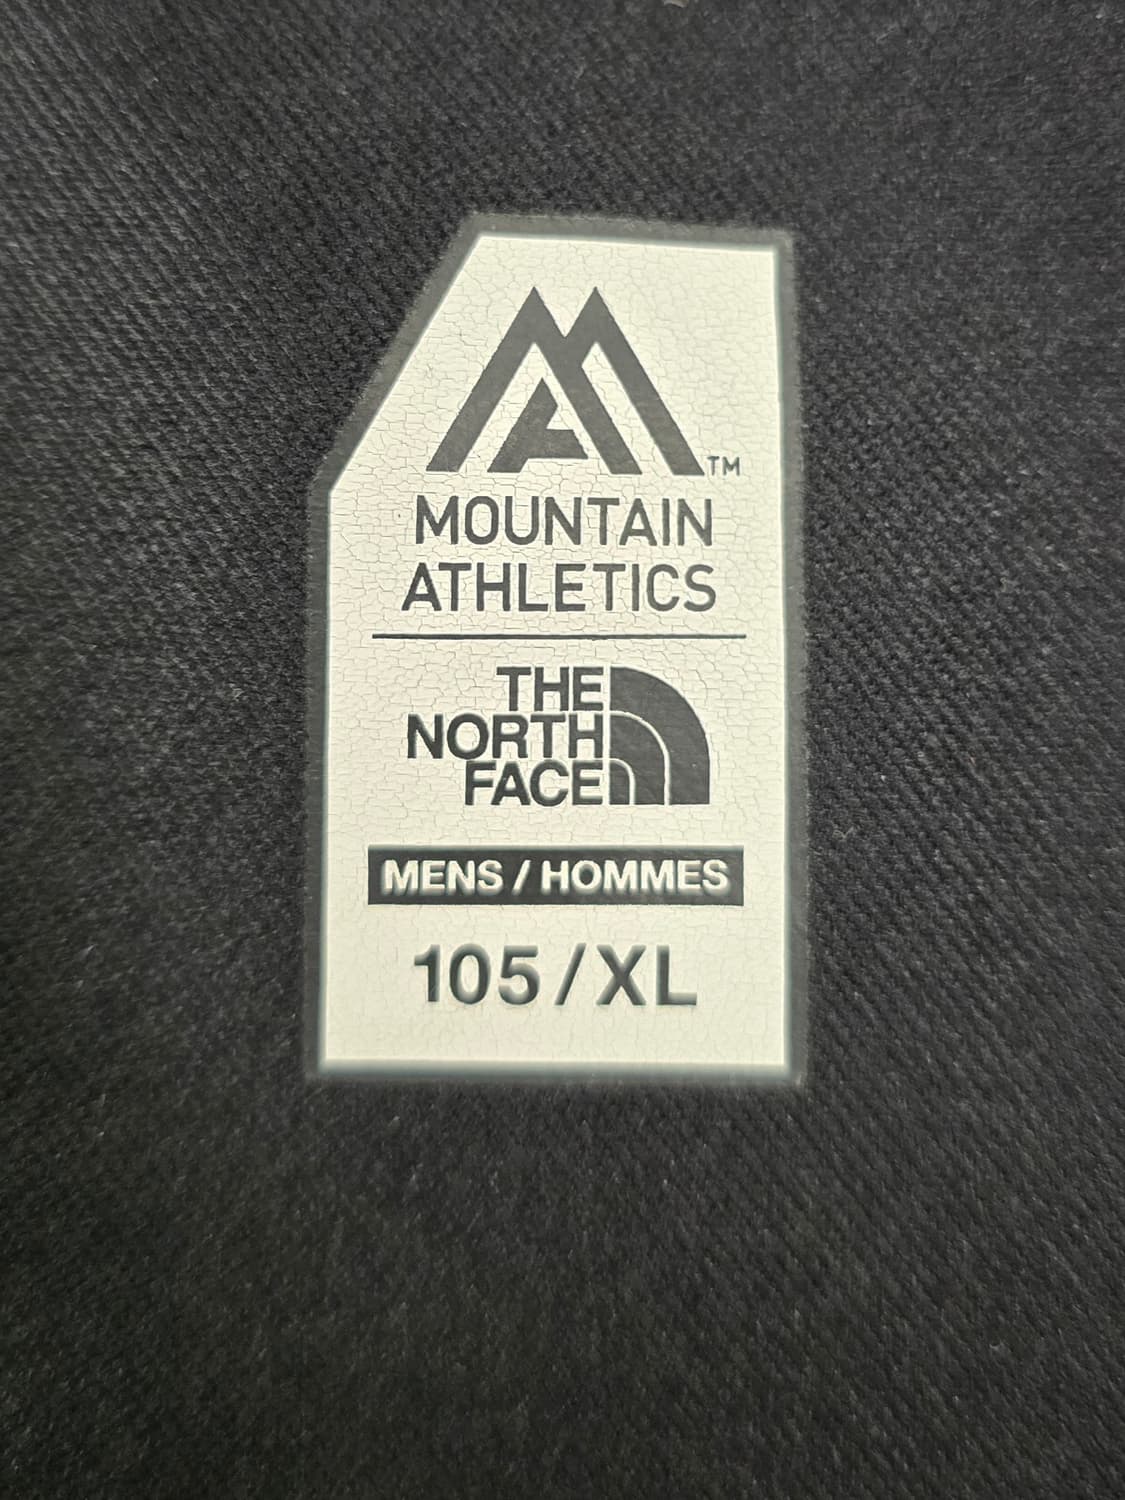 TM
MOUNTAIN
ATHLETICS
THE
NORTH
FACE
MENS / HOMMES
105 / XL